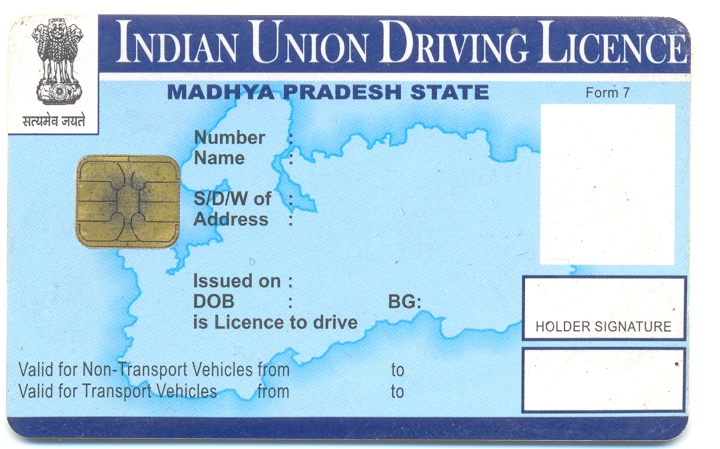 INDIAN UNION DRIVING LICENCE
सत्यमेव जयते
MADHYA PRADESH STATE
Form 7
Number :
Name :
S/D/W of :
Address :
Issued on :
DOB : BG:
is Licence to drive
HOLDER SIGNATURE
Valid for Non-Transport Vehicles from to
Valid for Transport Vehicles from to